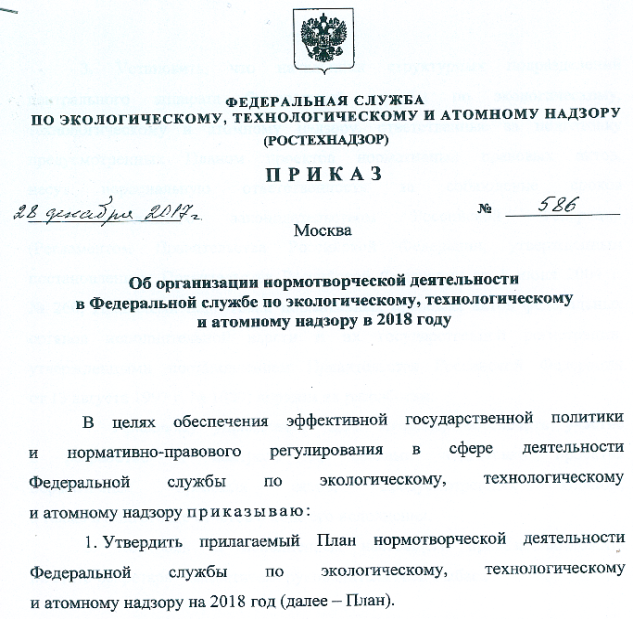 ФЕДЕРАЛЬНАЯ СЛУЖБА
ПО ЭКОЛОГИЧЕСКОМУ, ТЕХНОЛОГИЧЕСКОМУ И АТОМНОМУ НАДЗОРУ
(РОСТЕХНАДЗОР)
ПРИКАЗ
28 декабря 2017г. № 586
Москва
Об организации нормотворческой деятельности
в Федеральной службе по экологическому, технологическому
и атомному надзору в 2018 году
В целях обеспечения эффективной государственной политики
и нормативно-правового регулирования в сфере деятельности
Федеральной службы по экологическому, технологическому
и атомному надзору приказываю:
1. Утвердить прилагаемый План нормотворческой деятельности
Федеральной службы по экологическому, технологическому
и атомному надзору на 2018 год (далее – План).